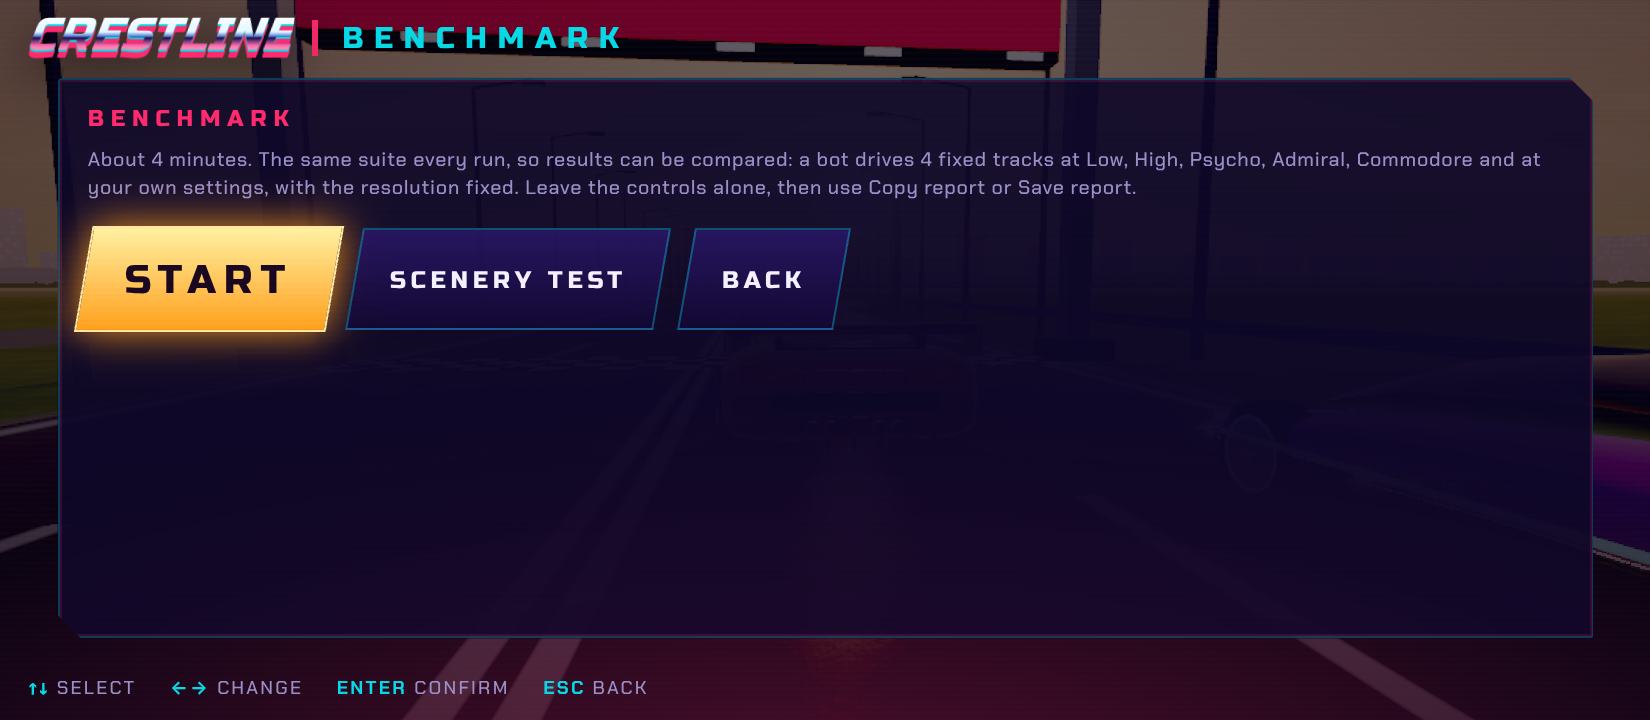 CRESTLINE BENCHMARK
BENCHMARK
About 4 minutes. The same suite every run, so results can be compared: a bot drives 4 fixed tracks at Low, High, Psycho, Admiral, Commodore and at
your own settings, with the resolution fixed. Leave the controls alone, then use Copy report or Save report.
START SCENERY TEST BACK
↑↓ SELECT ←→ CHANGE ENTER CONFIRM ESC BACK